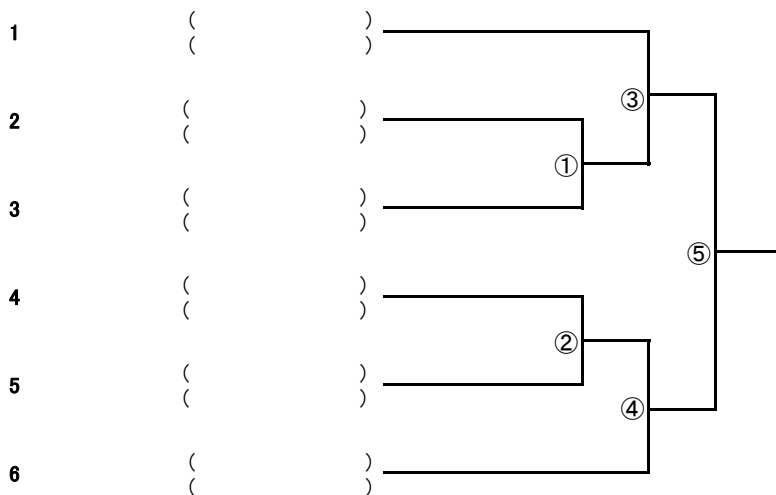 1 ( )
( )
③
2 ( )
( )
①
3 ( )
( )
⑤
4 ( )
( )
②
5 ( )
( )
④
6 ( )
( )